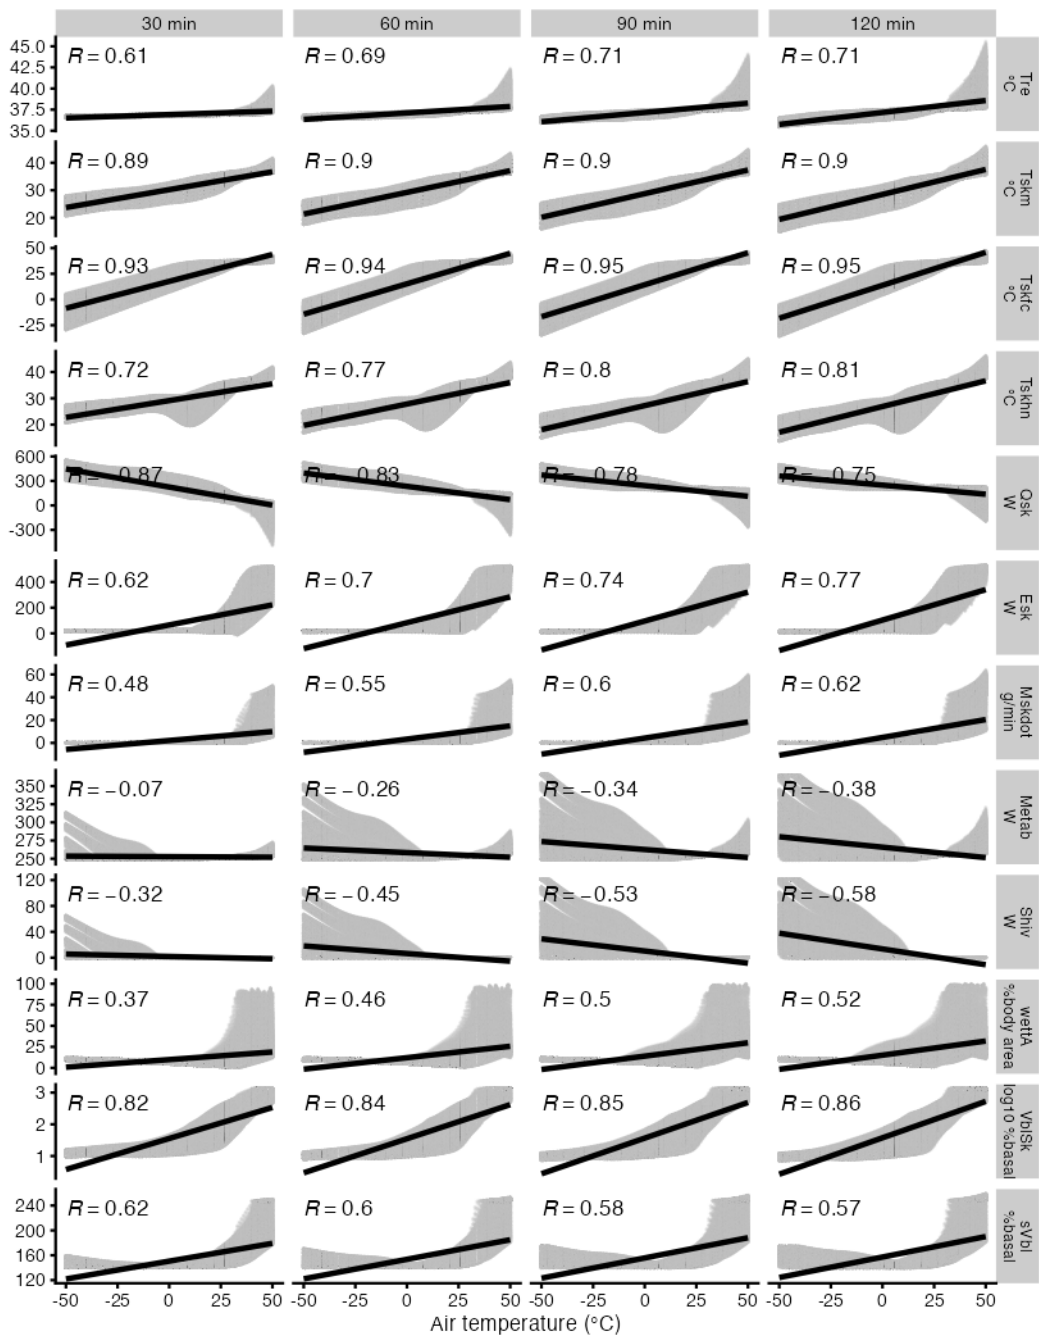 30 min 60 min 90 min 120 min
45.0
42.5
40.0
37.5
35.0
R = 0.61 R = 0.69 R = 0.71 R = 0.71
Tre
°C
40
30
20
R = 0.89 R = 0.9 R = 0.9 R = 0.9
Tskm
°C
50
25
0
-25
R = 0.93 R = 0.94 R = 0.95 R = 0.95
Tskfc
°C
40
30
20
R = 0.72 R = 0.77 R = 0.8 R = 0.81
Tskhn
°C
600
300
0
-300
R = −0.87 R = −0.83 R = −0.78 R = −0.75
Qsk
W
400
200
0
R = 0.62 R = 0.7 R = 0.74 R = 0.77
Esk
W
60
40
20
0
R = 0.48 R = 0.55 R = 0.6 R = 0.62
Mskdot
g/min
350
325
300
275
250
R = −0.07 R = −0.26 R = −0.34 R = −0.38
Metab
W
120
80
40
0
R = −0.32 R = −0.45 R = −0.53 R = −0.58
Shiv
W
100
75
50
25
0
R = 0.37 R = 0.46 R = 0.5 R = 0.52
wettA
%body area
3
2
1
R = 0.82 R = 0.84 R = 0.85 R = 0.86
VblSk
log10 %basal
240
200
160
120
R = 0.62 R = 0.6 R = 0.58 R = 0.57
sVbl
%basal
-50 -25 0 25 50 -50 -25 0 25 50 -50 -25 0 25 50 -50 -25 0 25 50
Air temperature (°C)